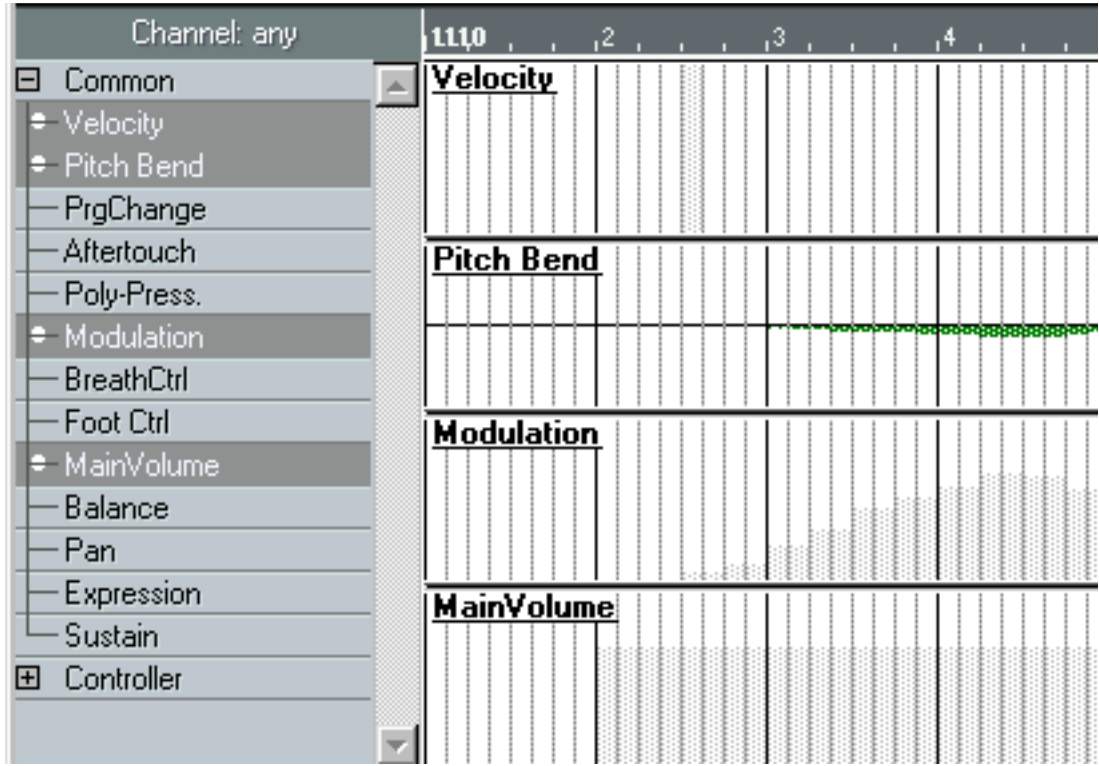 Channel: any
1.1.1,0 2 3 4
Common
Velocity
Pitch Bend
PrgChange
Aftertouch
Poly-Press.
Modulation
BreathCtrl
Foot Ctrl
MainVolume
Balance
Pan
Expression
Sustain
Controller
Velocity
Pitch Bend
Modulation
MainVolume